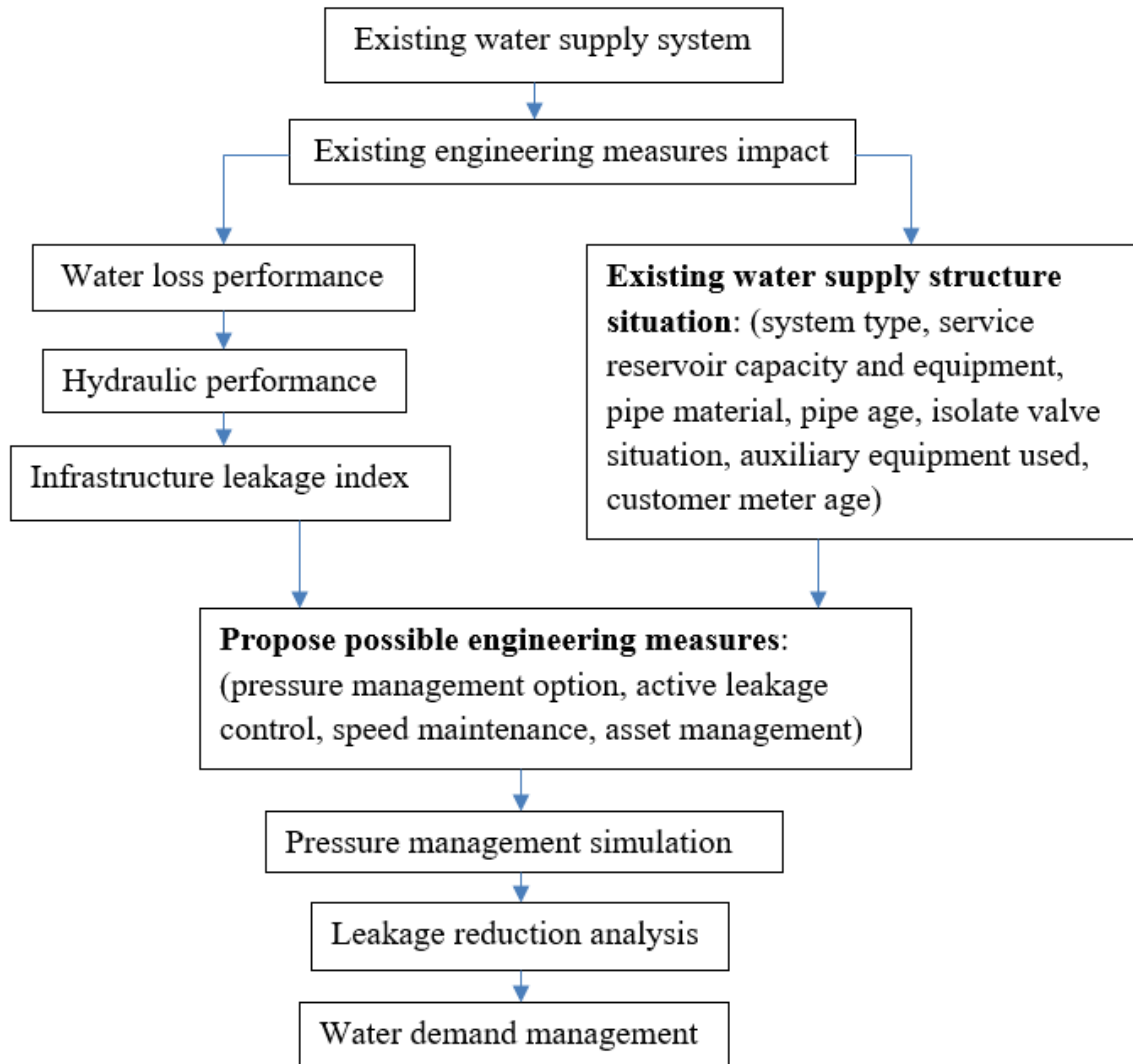 Existing water supply system
Existing engineering measures impact
Water loss performance
Hydraulic performance
Infrastructure leakage index
Existing water supply structure
situation: (system type, service
reservoir capacity and equipment,
pipe material, pipe age, isolate valve
situation, auxiliary equipment used,
customer meter age)
Propose possible engineering measures:
(pressure management option, active leakage
control, speed maintenance, asset management)
Pressure management simulation
Leakage reduction analysis
Water demand management